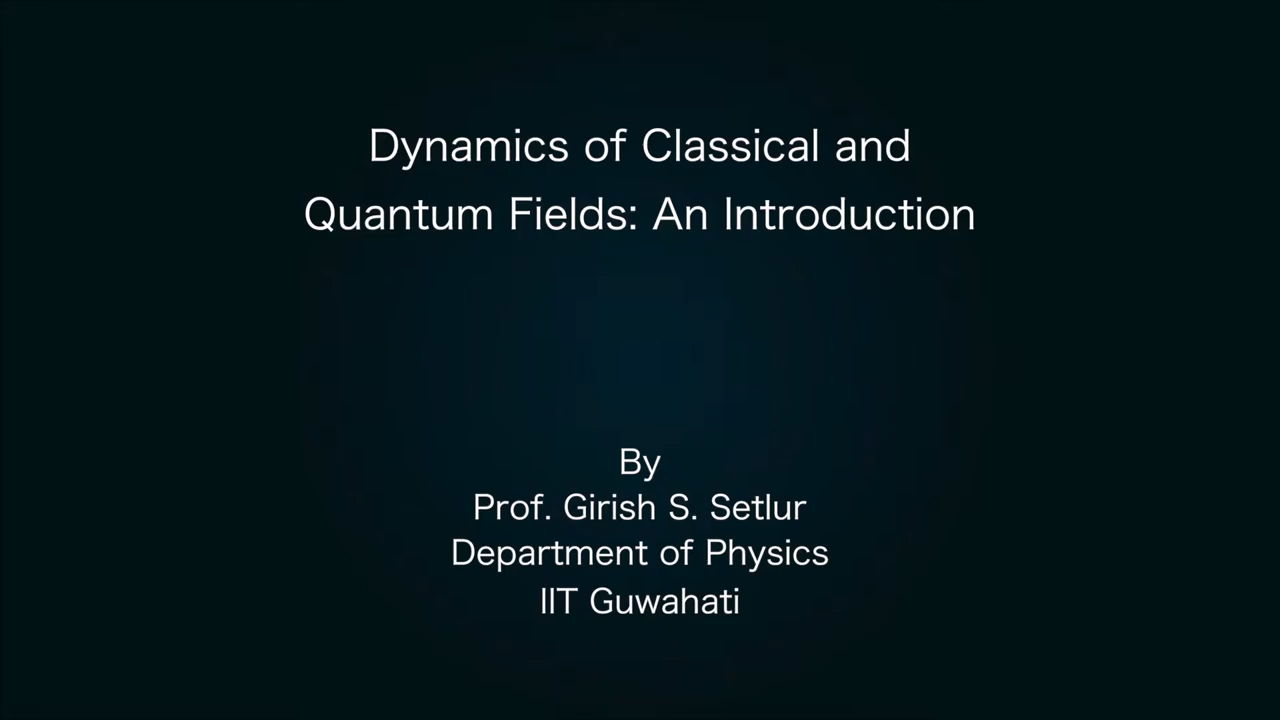 Dynamics of Classical and
Quantum Fields: An Introduction
By
Prof. Girish S. Setlur
Department of Physics
IIT Guwahati